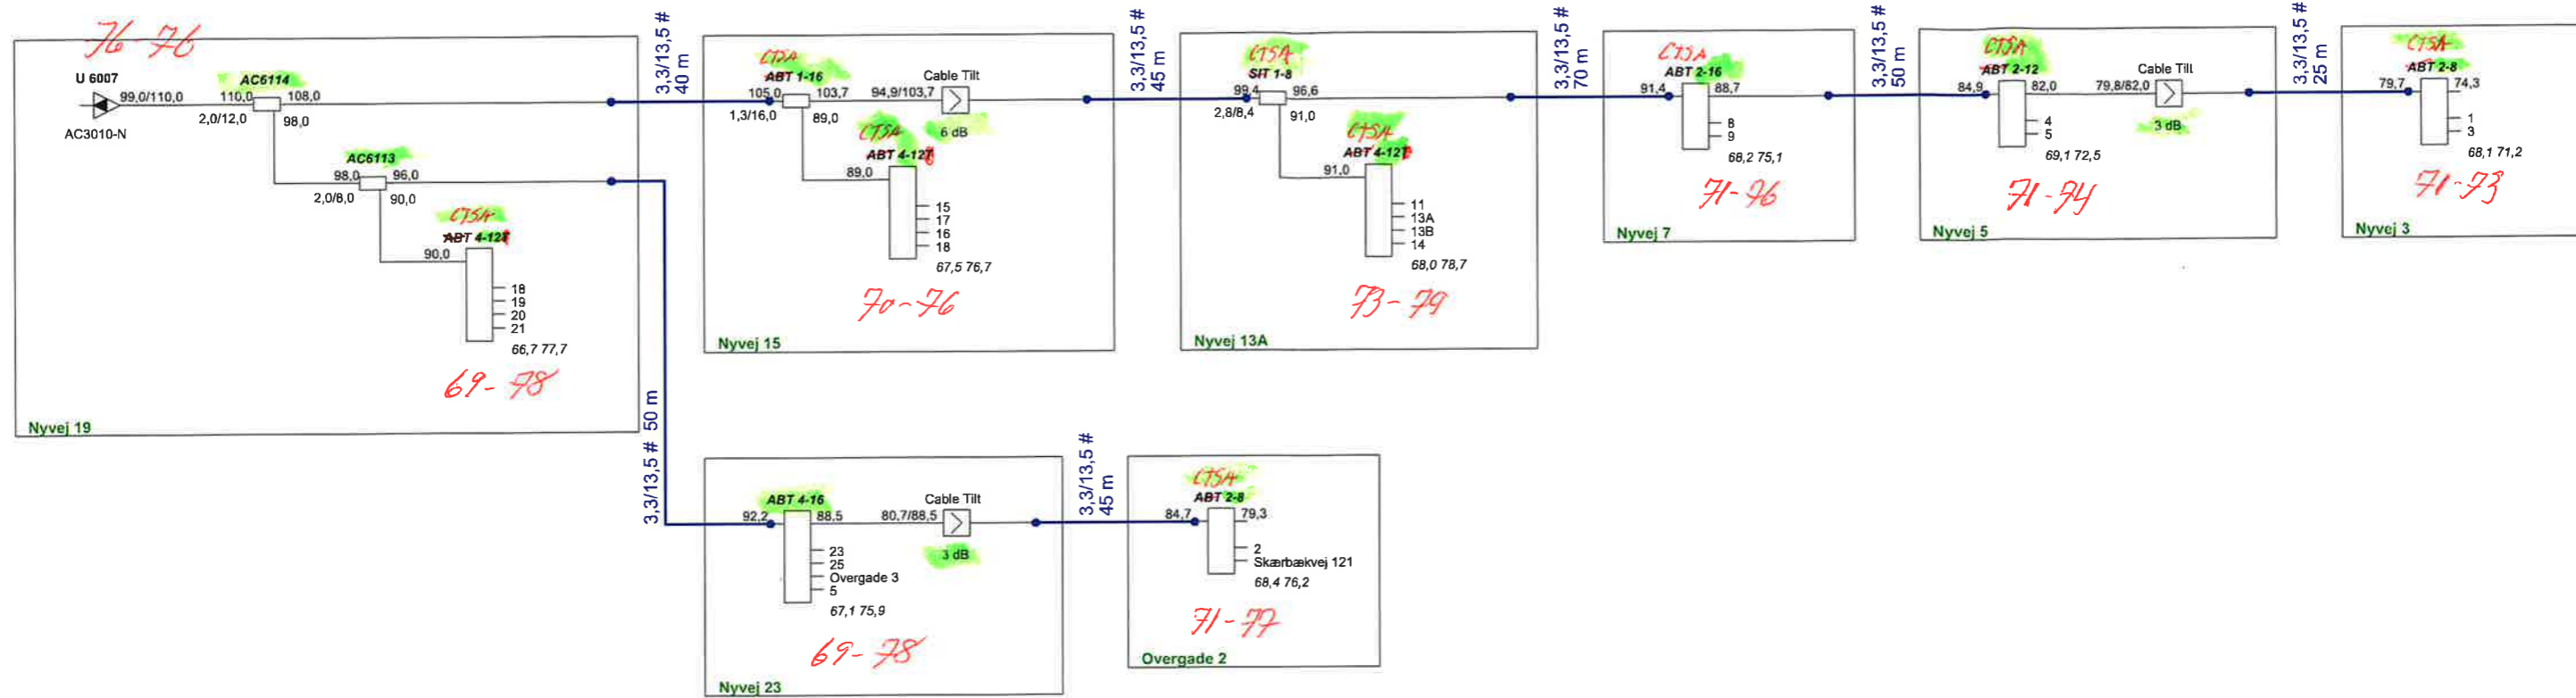 76-76
U 6007
99,0/110,0
AC3010-N
AC6114
110,0
108,0
2,0/12,0
98,0
AC6113
98,0
96,0
2,0/8,0
90,0
CTSA
ABT 4-12
90,0
18
19
20
21
66,7 77,7
69-78
Nyvej 19
3,3/13,5 #
40 m
CTSA
ABT 1-16
105,0
103,7
1,3/16,0
89,0
94,9/103,7
Cable Tilt
6 dB
CTSA
ABT 4-12T
89,0
15
17
16
18
67,5 76,7
70-76
Nyvej 15
3,3/13,5 #
45 m
CTSA
SIT 1-8
99,4
96,6
2,8/8,4
91,0
CTSA
ABT 4-12T
91,0
11
13A
13B
14
68,0 78,7
73-79
Nyvej 13A
3,3/13,5 #
70 m
CTSA
ABT 2-16
91,4
88,7
8
9
68,2 75,1
71-76
Nyvej 7
3,3/13,5 #
50 m
CTSA
ABT 2-12
84,9
82,0
4
5
69,1 72,5
79,8/82,0
Cable Tilt
3 dB
71-74
Nyvej 5
3,3/13,5 #
25 m
CTSA
ABT 2-8
79,7
74,3
1
3
68,1 71,2
71-73
Nyvej 3
3,3/13,5 # 50 m
ABT 4-16
92,2
88,5
80,7/88,5
Cable Tilt
3 dB
23
25
Overgade 3
5
67,1 75,9
69-78
Nyvej 23
3,3/13,5 #
45 m
CTSA
ABT 2-8
84,7
79,3
2
Skærbækvej 121
68,4 76,2
71-77
Overgade 2